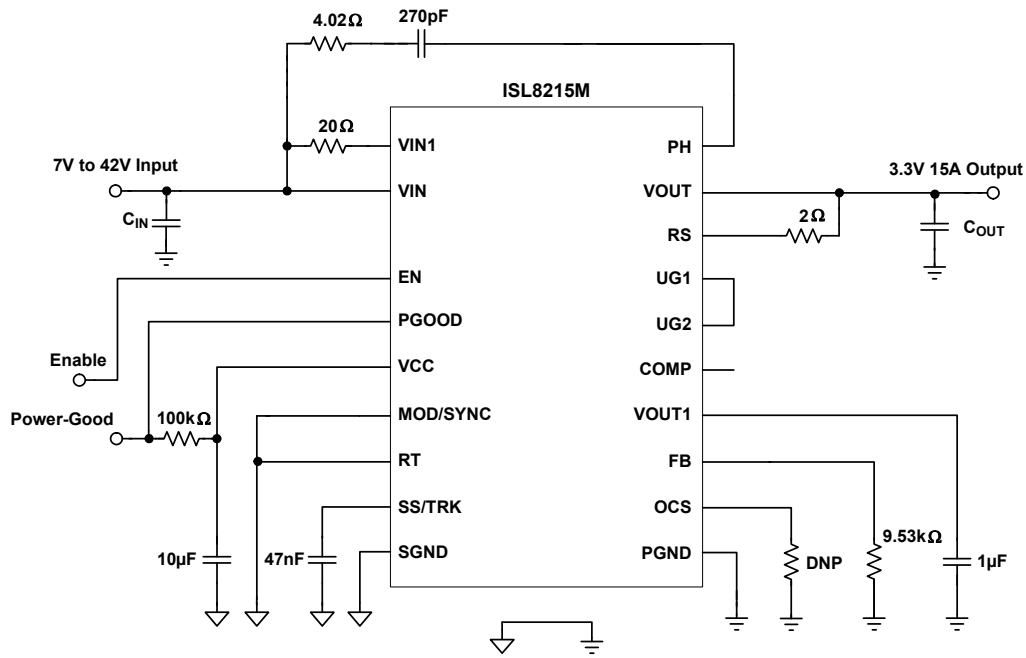 4.02Ω
270pF
ISL8215M
20Ω
VIN1
PH
7V to 42V Input
3.3V 15A Output
VIN
VOUT
CIN
2Ω
COUT
RS
EN
UG1
PGOOD
UG2
Enable
VCC
COMP
Power-Good
100kΩ
MOD/SYNC
VOUT1
RT
FB
SS/TRK
OCS
9.53kΩ
10µF
47nF
SGND
PGND
DNP
1µF